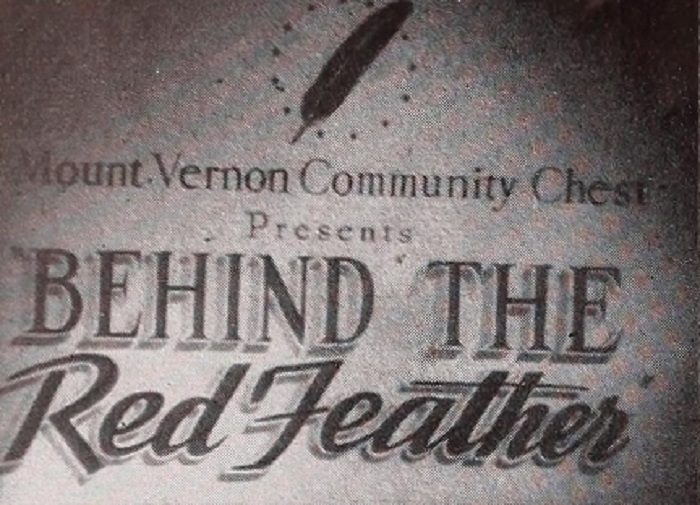 Mount Vernon Community Chest
Presents
"BEHIND THE
Red Feather"